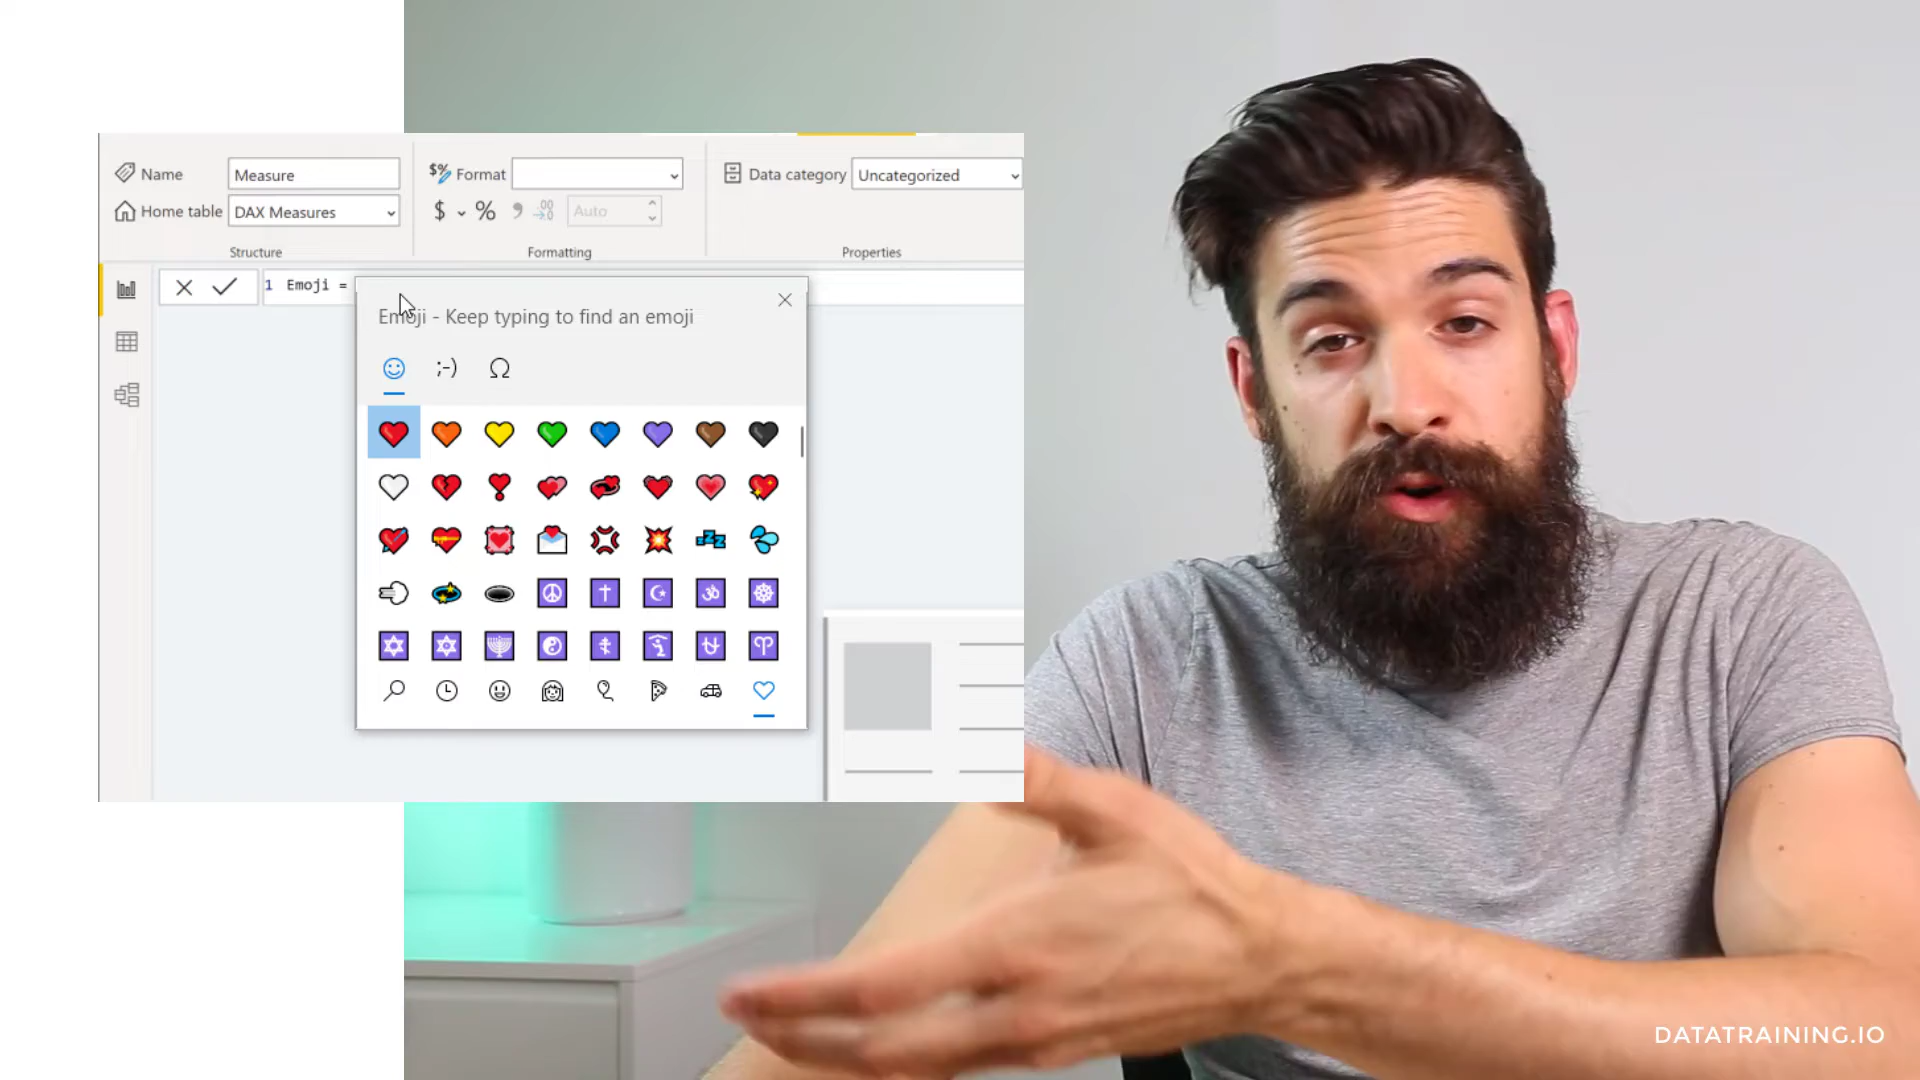 Name
Measure
Format
Data category
Uncategorized
Home table
DAX Measures
$
%
Auto
Structure
Formatting
Properties
1 Emoji =
Emoji - Keep typing to find an emoji
;-)
Ω
DATATRAINING.IO